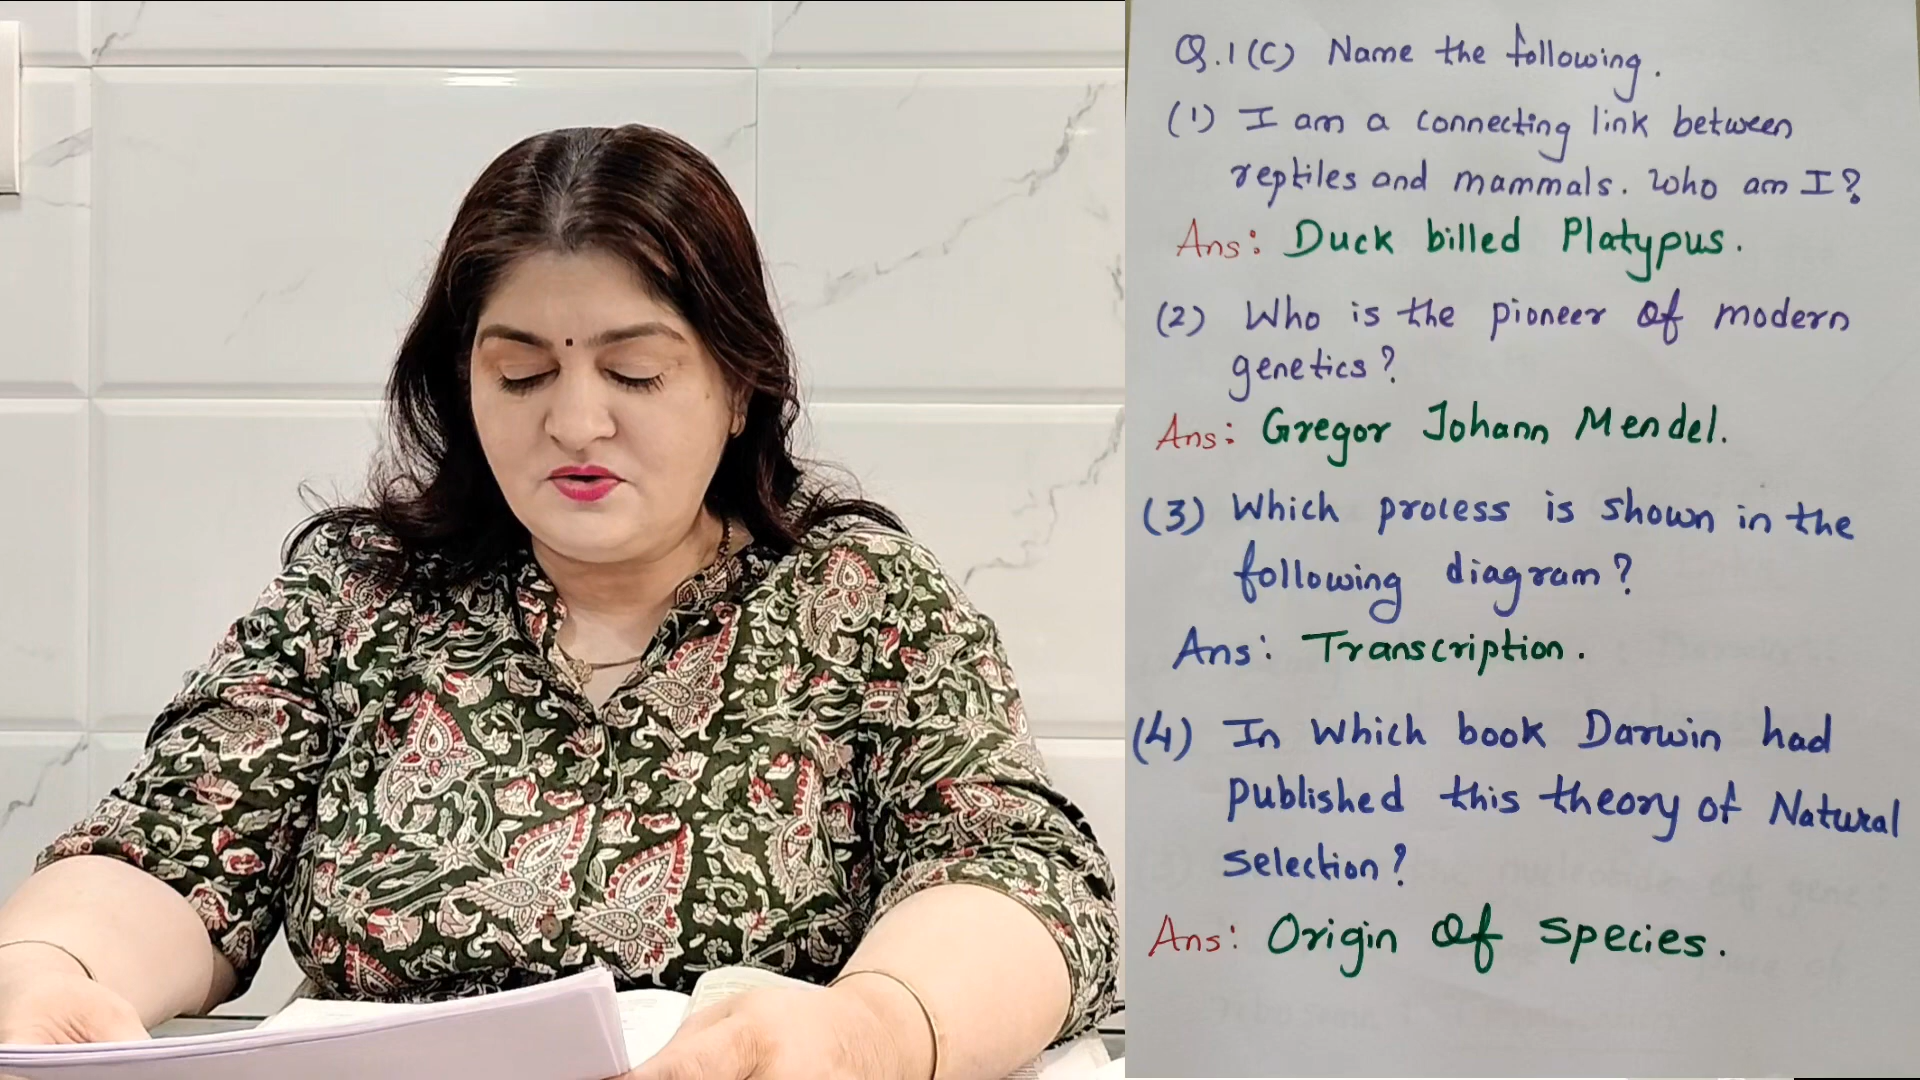 Q.1(C) Name the following.
(1) I am a connecting link between
reptiles and mammals. Who am I?
Ans: Duck billed Platypus.
(2) Who is the pioneer of modern
genetics?
Ans: Gregor Johann Mendel.
(3) Which process is shown in the
following diagram?
Ans: Transcription.
(4) In which book Darwin had
published this theory of Natural
Selection?
Ans: Origin of Species.